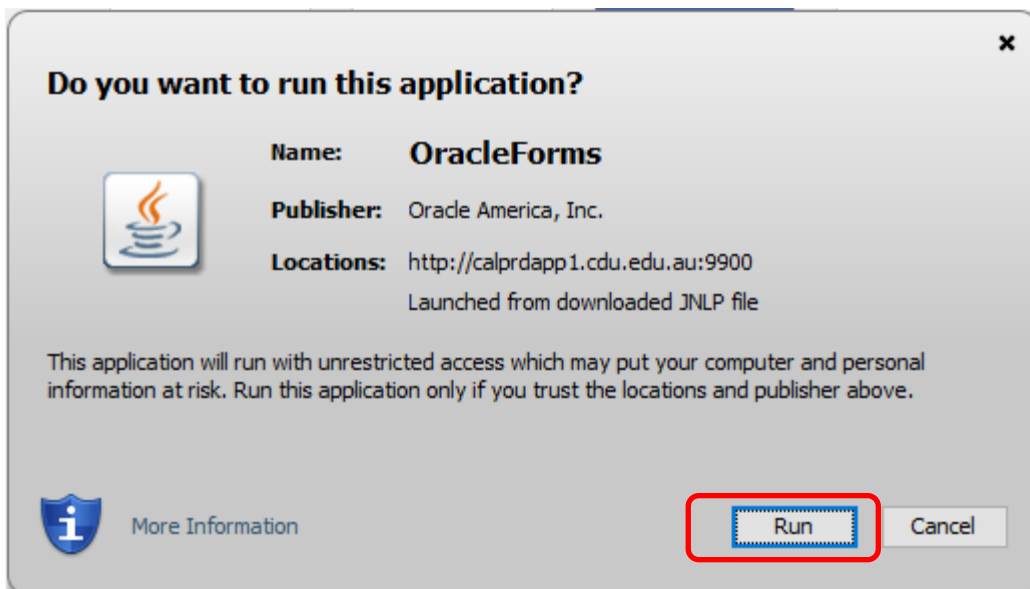 Do you want to run this application?
Name: OracleForms
Publisher: Oracle America, Inc.
Locations: http://calprdapp1.cdu.edu.au:9900
Launched from downloaded JNLP file
This application will run with unrestricted access which may put your computer and personal
information at risk. Run this application only if you trust the locations and publisher above.
More Information
Run Cancel